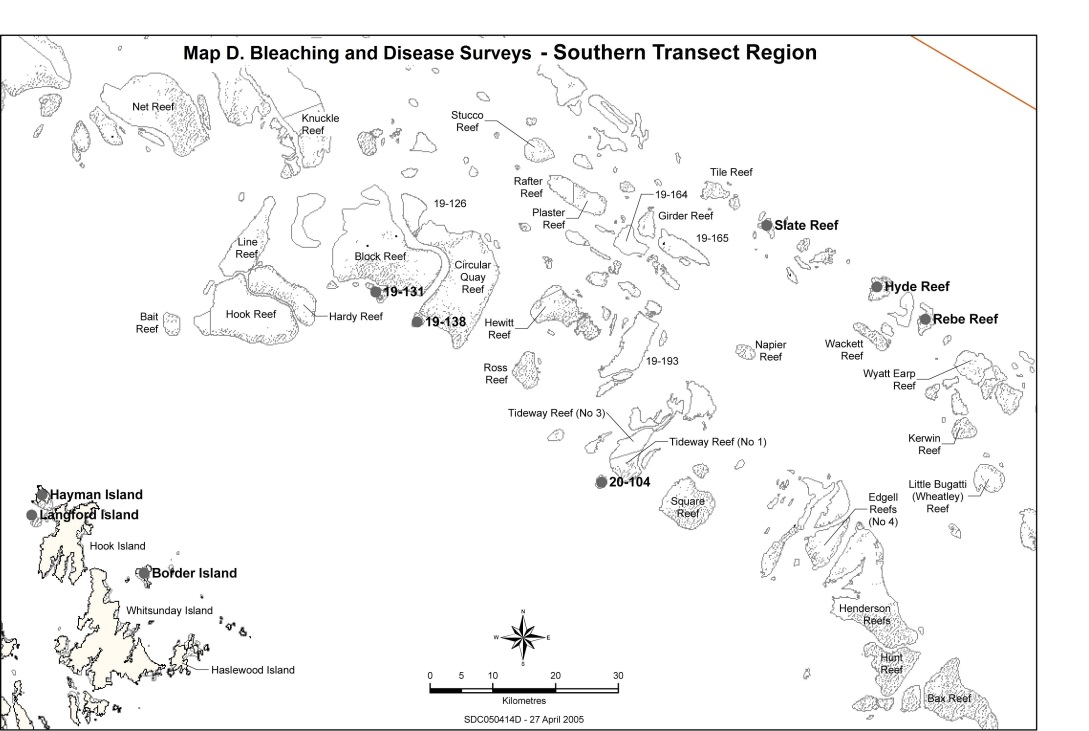 Map D. Bleaching and Disease Surveys - Southern Transect Region
Net Reef
Knuckle
Reef
Stucco
Reef
Rafter
Reef
Plaster
Reef
19-164
Tile Reef
Girder Reef
19-165
Slate Reef
19-126
Line
Reef
Block Reef
Circular
Quay
Reef
19-131
19-138
Hook Reef
Hardy Reef
Bait
Reef
Hewitt
Reef
Ross
Reef
19-193
Napier
Reef
Hyde Reef
Rebe Reef
Wackett
Reef
Wyatt Earp
Reef
Kerwin
Reef
Little Bugatti
(Wheatley)
Reef
Tideway Reef (No 3)
Tideway Reef (No 1)
20-104
Square
Reef
Edgell
Reefs
(No 4)
Henderson
Reefs
Hunt
Reef
Bax Reef
Hayman Island
Langford Island
Hook Island
Border Island
Whitsunday Island
Haslewood Island
N
W E
S
0 5 10 20 30
Kilometres
SDC050414D - 27 April 2005